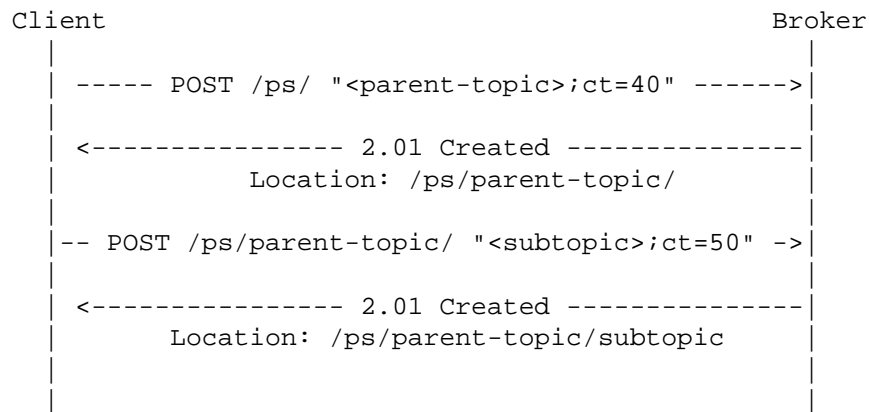 Client Broker
| |
| ----- POST /ps/ "<parent-topic>;ct=40" ------>|
| |
| <---------------- 2.01 Created ---------------|
| Location: /ps/parent-topic/ |
| |
|-- POST /ps/parent-topic/ "<subtopic>;ct=50" ->|
| |
| <---------------- 2.01 Created ---------------|
| Location: /ps/parent-topic/subtopic |
| |
| |